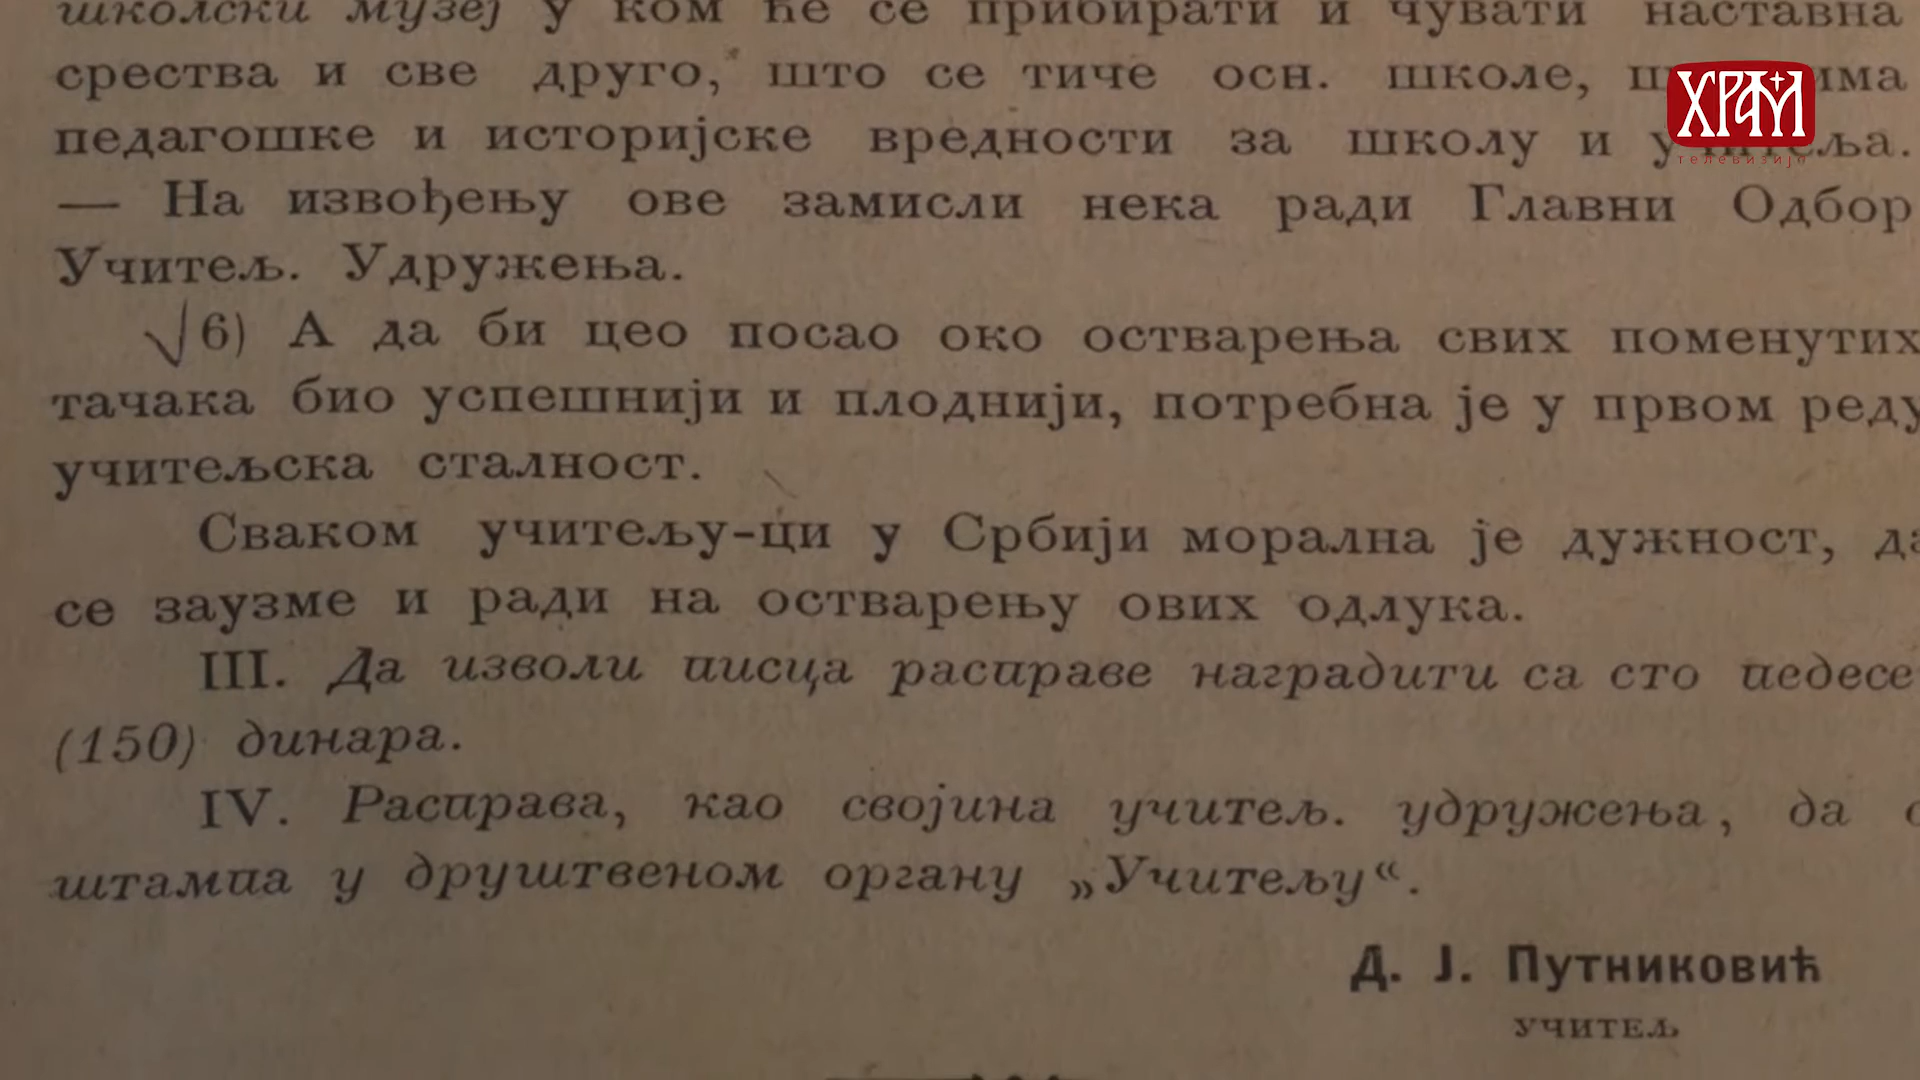 школски музеј у ком ће се прибирати и чувати наставна
срества и све друго, што се тиче осн. школе,
педагошке и историјске вредности за школу и
— На извођењу ове замисли нека ради Главни Одбор
Учитељ. Удружења.
6) А да би цео посао око остварења свих поменутих
тачака био успешнији и плоднији, потребна је у првом реду
учитељска сталност.
Сваком учитељу-ци у Србији морална је дужност, да
се заузме и ради на остварењу ових одлука.
III. Да изволи писца расправе наградити са сто педесе
(150) динара.
IV. Расправа, као својина учитељ. удружења, да
штампа у друштвеном органу „Учитељу“.
Д. Ј. Путниковић
УЧИТЕЉ
ХРАМ
телевизија